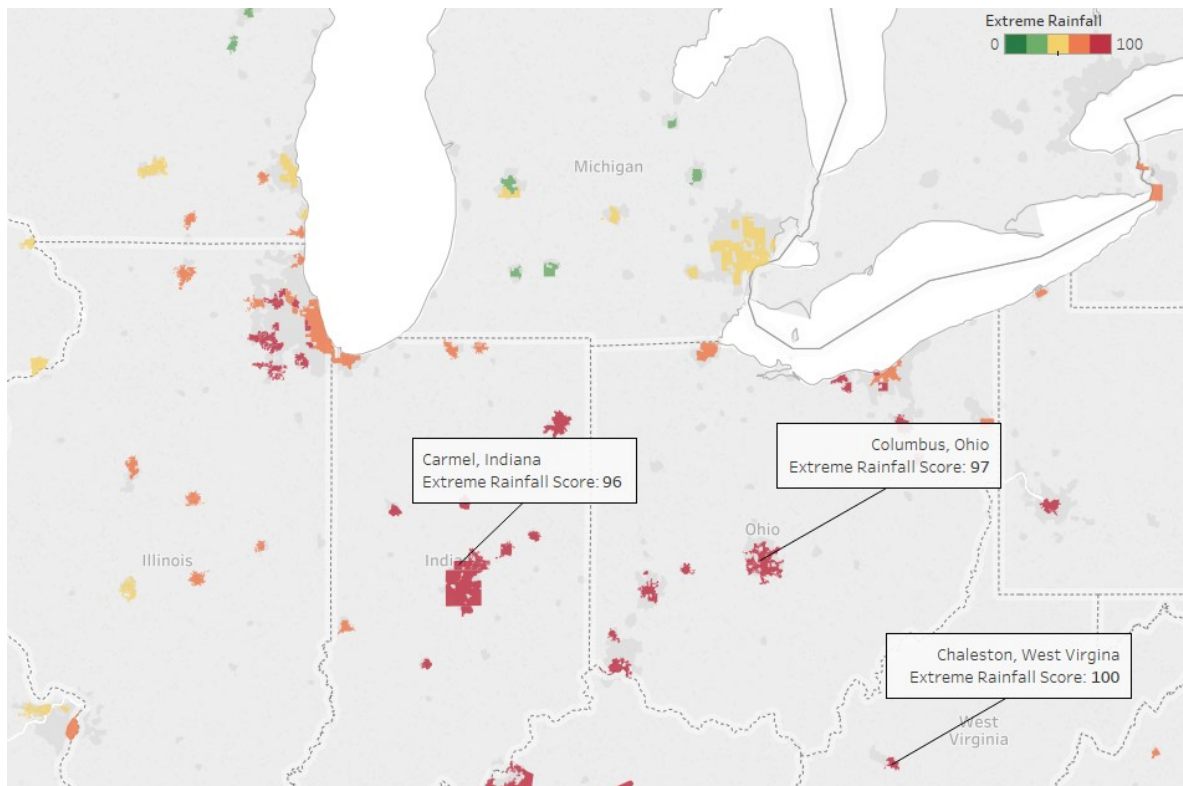 Extreme Rainfall
0 100
Michigan
Carmel, Indiana
Extreme Rainfall Score: 96
Columbus, Ohio
Extreme Rainfall Score: 97
Illinois
India
Ohio
Chaleston, West Virgina
Extreme Rainfall Score: 100
West
Virginia